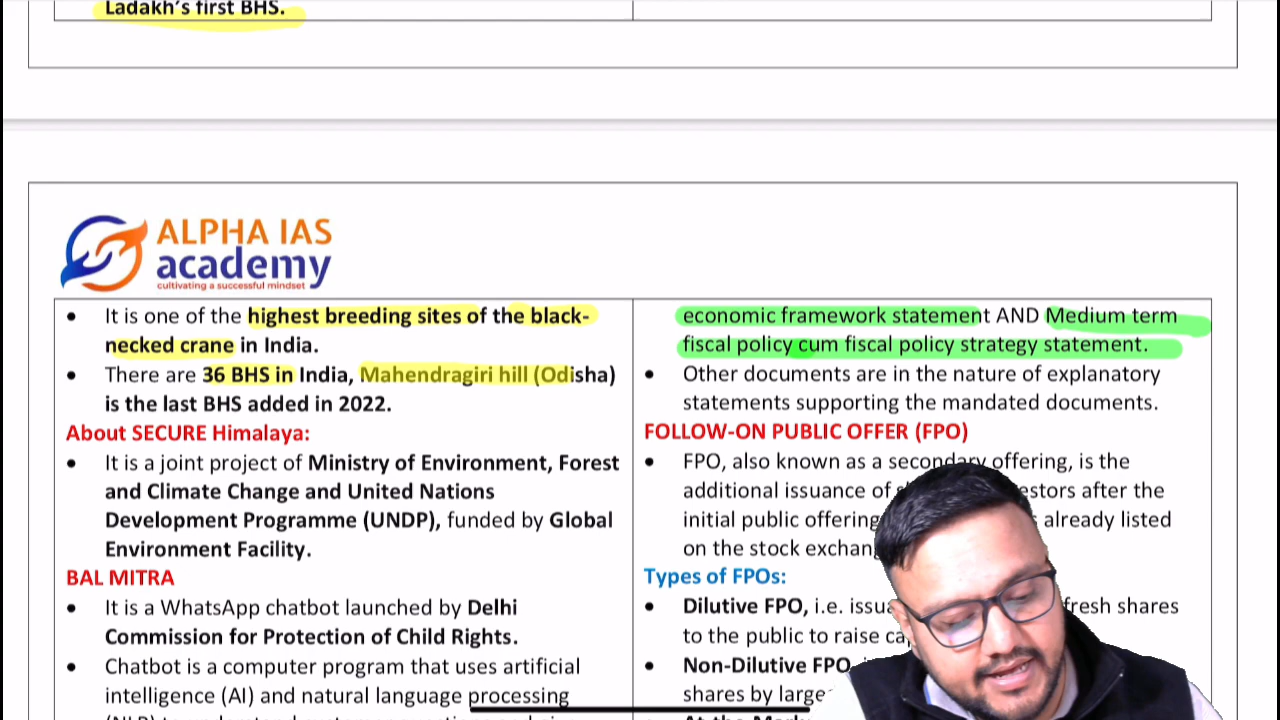 Ladakh's first BHS.
ALPHA IAS
academy
cultivating a successful mindset
• It is one of the highest breeding sites of the black-
necked crane in India.
• There are 36 BHS in India, Mahendragiri hill (Odisha)
is the last BHS added in 2022.
About SECURE Himalaya:
• It is a joint project of Ministry of Environment, Forest
and Climate Change and United Nations
Development Programme (UNDP), funded by Global
Environment Facility.
BAL MITRA
• It is a WhatsApp chatbot launched by Delhi
Commission for Protection of Child Rights.
• Chatbot is a computer program that uses artificial
intelligence (AI) and natural language processing
economic framework statement AND Medium term
fiscal policy cum fiscal policy strategy statement.
• Other documents are in the nature of explanatory
statements supporting the mandated documents.
FOLLOW-ON PUBLIC OFFER (FPO)
• FPO, also known as a secondary offering, is the
additional issuance of after the
initial public offering already listed
on the stock
Types of FPOs:
• Dilutive FPO, i.e. fresh shares
to the public to raise
• Non-Dilutive FPO
shares by